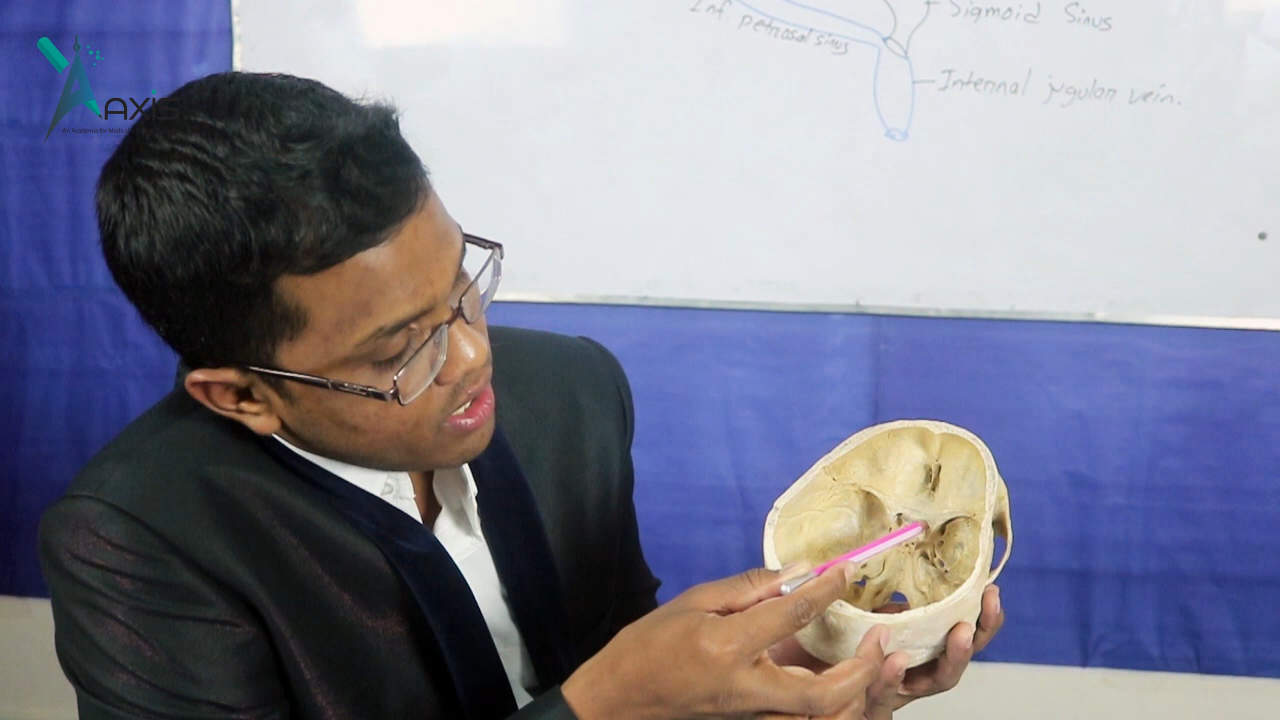 Sigmoid Sinus
Inf. petrosal sinus
Internal jugular vein.
AXIS